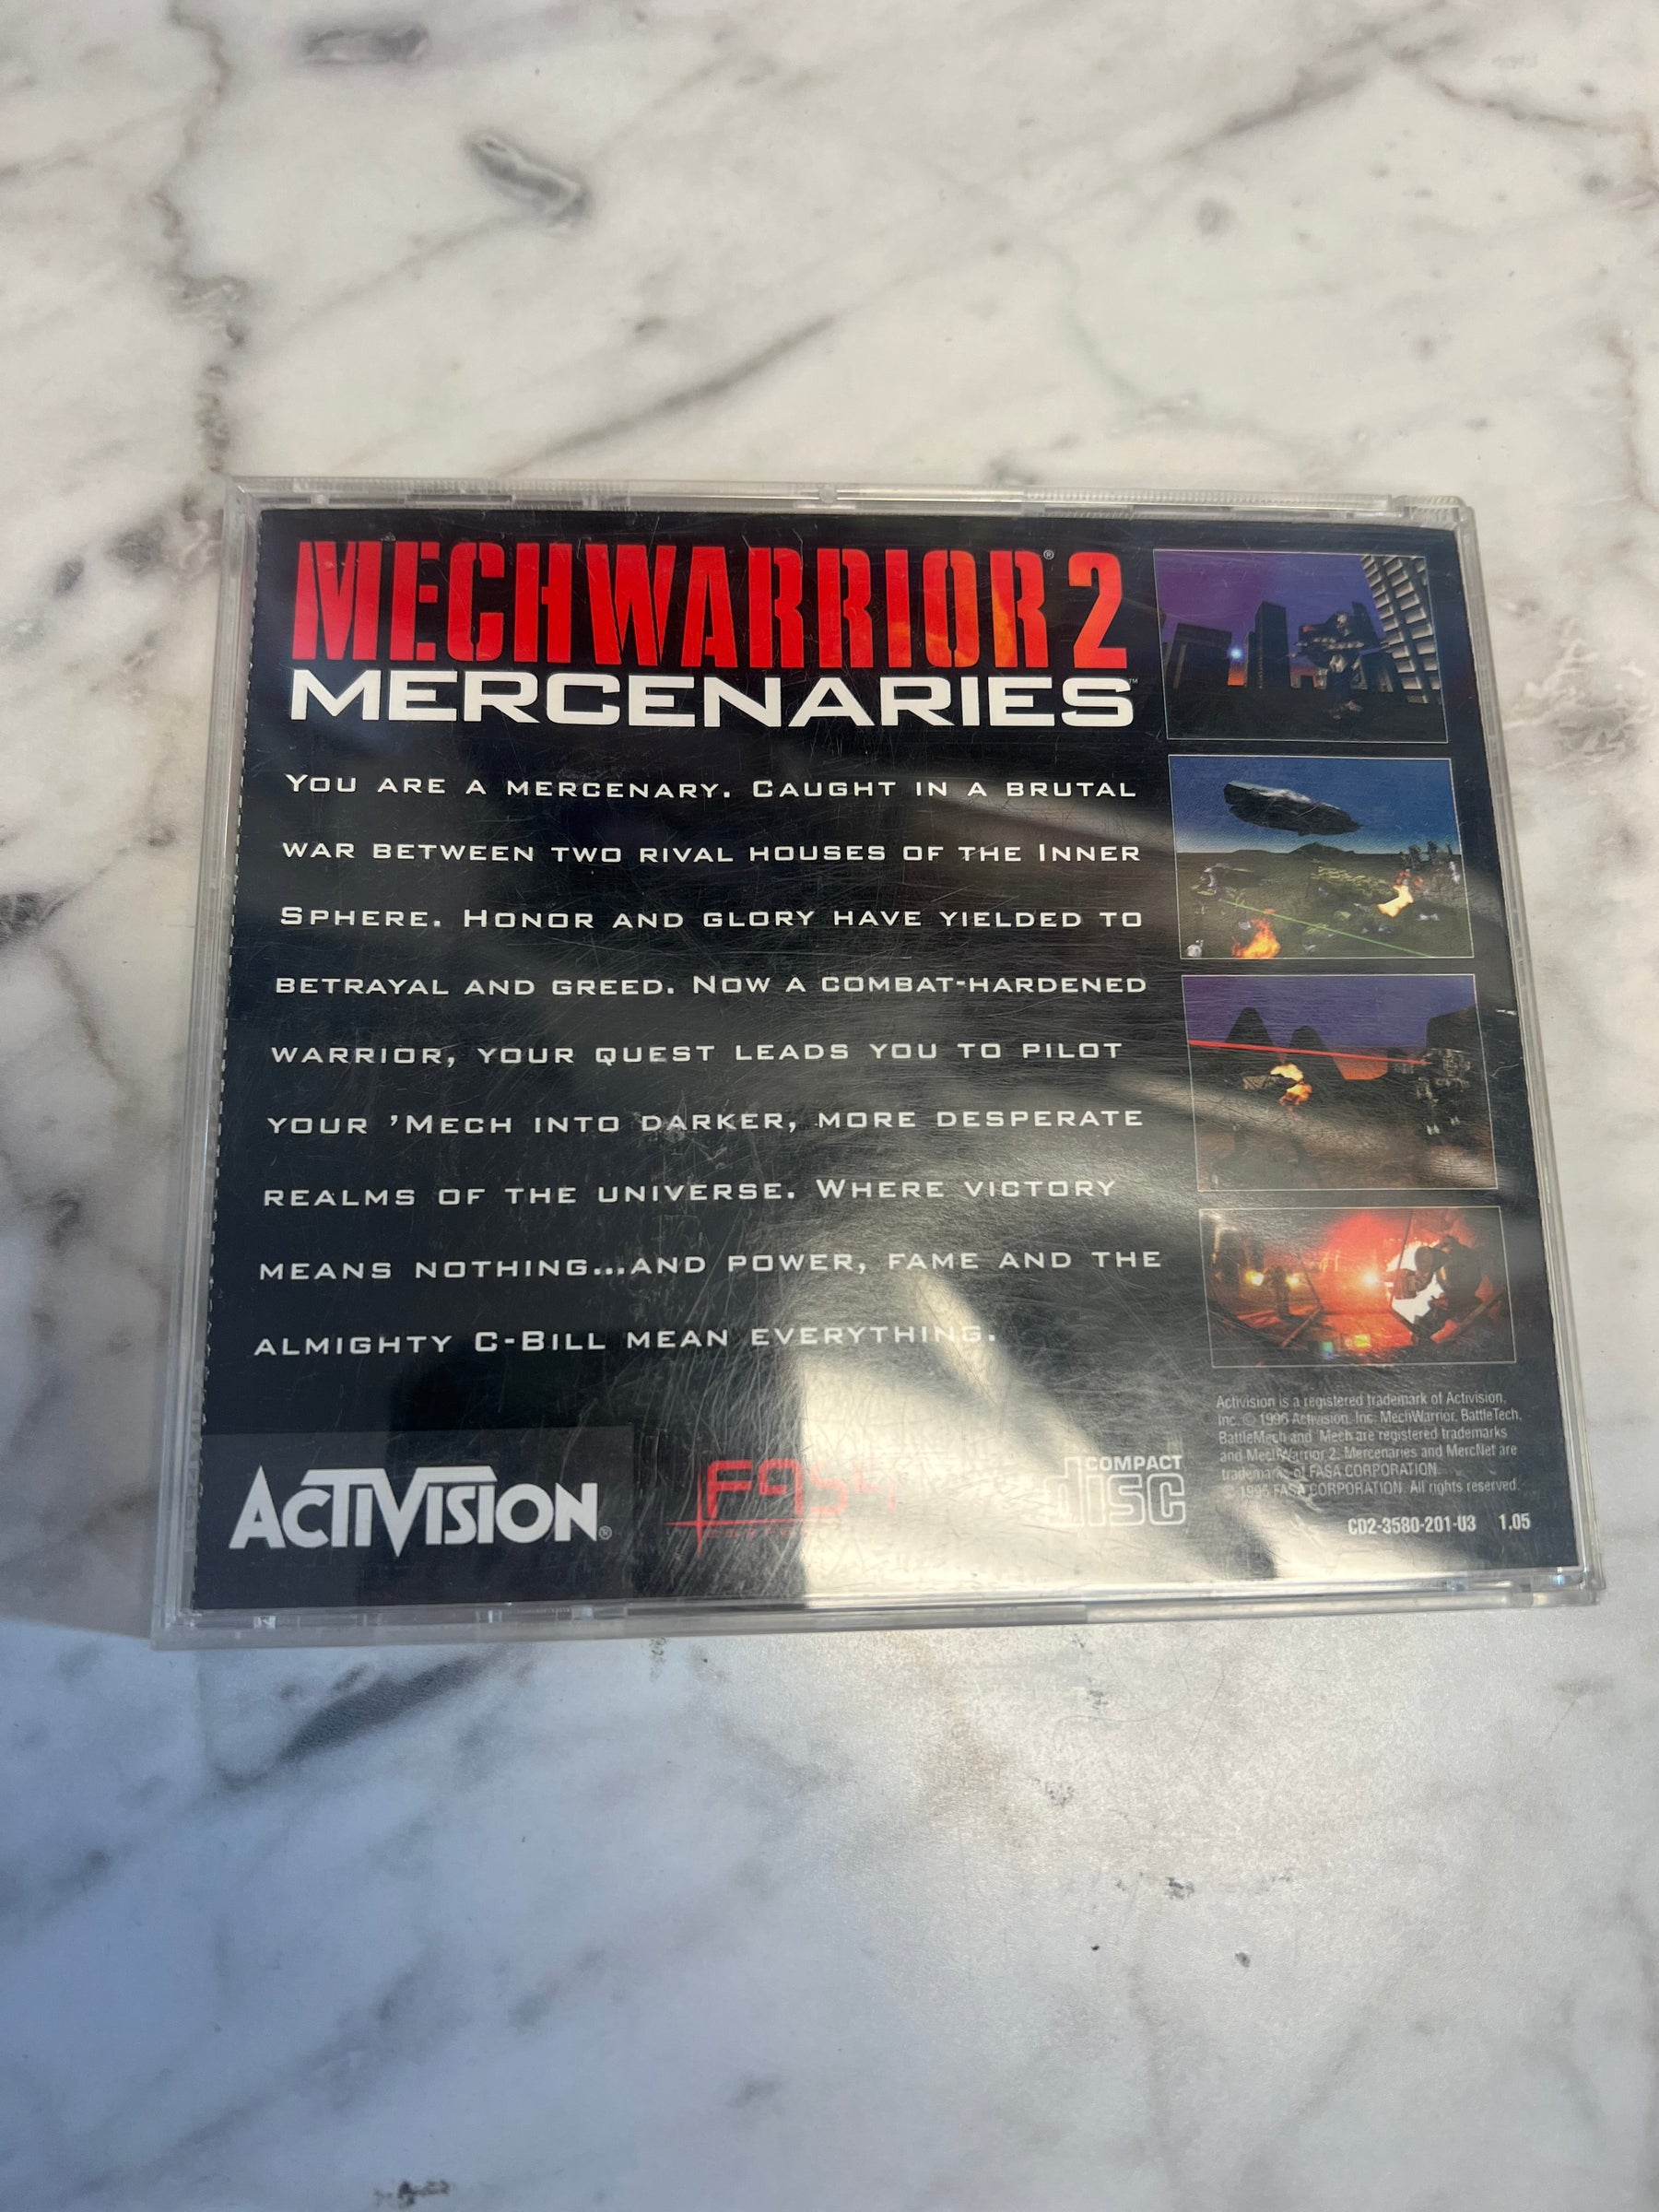 MECHWARRIOR® 2
MERCENARIES™
You are a mercenary. Caught in a brutal
war between two rival houses of the Inner
Sphere. Honor and glory have yielded to
betrayal and greed. Now a combat-hardened
warrior, your quest leads you to pilot
your 'Mech into darker, more desperate
realms of the universe. Where victory
means nothing...and power, fame and the
almighty C-Bill mean everything.
ACTIVISION®
FASA
COMPACT
disc
Activision is a registered trademark of Activision,
Inc. © 1996 Activision, Inc. MechWarrior, BattleTech,
BattleMech and 'Mech are registered trademarks
and MechWarrior 2, Mercenaries and MercNet are
trademarks of FASA CORPORATION.
© 1995 FASA CORPORATION. All rights reserved.
CD2-3580-201-U3 1.05